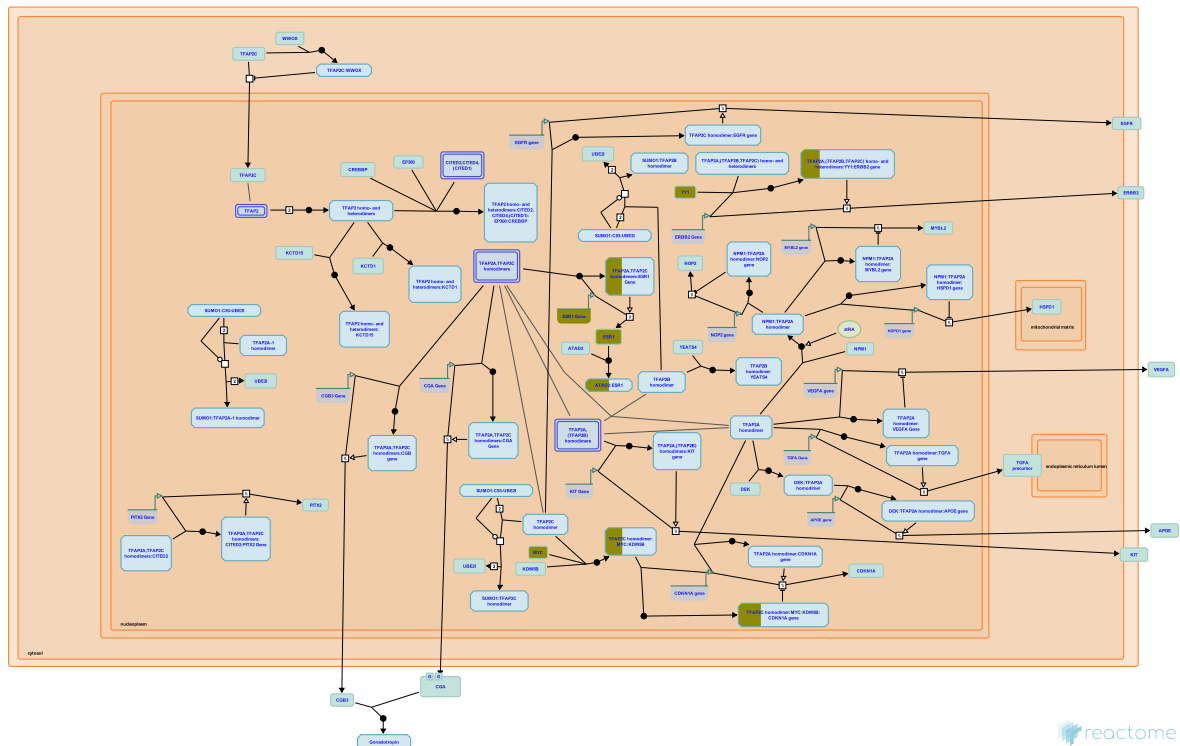 WWOX
TFAP2C
TFAP2C:WWOX
EGFR
EGFR gene
TFAP2C homodimer:EGFR gene
CREBBP
EP300
CITED2,CITED4,
(CITED1)
UBE2I
SUMO1:TFAP2B
homodimer
TFAP2A,(TFAP2B,TFAP2C) homo- and
heterodimers
TFAP2A,(TFAP2B,TFAP2C) homo- and
heterodimers:YY1:ERBB2 gene
TFAP2C
YY1
ERBB2
TFAP2
2
TFAP2 homo- and
heterodimers
TFAP2 homo- and
heterodimers:CITED2,
CITED4,(CITED1):
EP300:CREBBP
SUMO1:C93-UBE2I
ERBB2 Gene
MYBL2
MYBL2 gene
KCTD15
KCTD1
TFAP2 homo- and
heterodimers:KCTD1
TFAP2A,TFAP2C
homodimers
TFAP2A,TFAP2C
homodimers:ESR1
Gene
NOP2
NPM1:TFAP2A
homodimer:NOP2
gene
NPM1:TFAP2A
homodimer:
MYBL2 gene
NPM1:TFAP2A
homodimer:
HSPD1 gene
HSPD1
mitochondrial matrix
SUMO1:C93-UBE2I
TFAP2 homo- and
heterodimers:
KCTD15
ESR1 Gene
ESR1
NOP2 gene
NPM1:TFAP2A
homodimer
atRA
HSPD1 gene
TFAP2A-1
homodimer
ATAD2
YEATS4
NPM1
UBE2I
SUMO1:TFAP2A-1 homodimer
CGB3 Gene
CGA Gene
ATAD2:ESR1
TFAP2B
homodimer
TFAP2B
homodimer:
YEATS4
VEGFA gene
VEGFA
TFAP2A,TFAP2C
homodimers:CGB
gene
TFAP2A,TFAP2C
homodimers:CGA
Gene
TFAP2A,
(TFAP2B)
homodimers
TFAP2A,(TFAP2B)
homodimers:KIT
gene
TFAP2A
homodimer
TFAP2A
homodimer:
VEGFA Gene
TGFA Gene
TFAP2A homodimer:TGFA
gene
TGFA
precursor
endoplasmic reticulum lumen
PITX2 Gene
PITX2
SUMO1:C93-UBE2I
KIT Gene
DEK
DEK:TFAP2A
homodimer
APOE gene
DEK:TFAP2A homodimer:APOE gene
APOE
TFAP2A,TFAP2C
homodimers:CITED2
TFAP2A,TFAP2C
homodimers:
CITED2:PITX2 Gene
TFAP2C
homodimer
MYC
KDM5B
TFAP2C homodimer:
MYC:KDM5B
TFAP2A homodimer:CDKN1A
gene
KIT
UBE2I
SUMO1:TFAP2C
homodimer
CDKN1A gene
CDKN1A
TFAP2C homodimer:MYC:KDM5B:
CDKN1A gene
nucleoplasm
cytosol
G G
CGA
CGB3
Gonadotropin
reactome